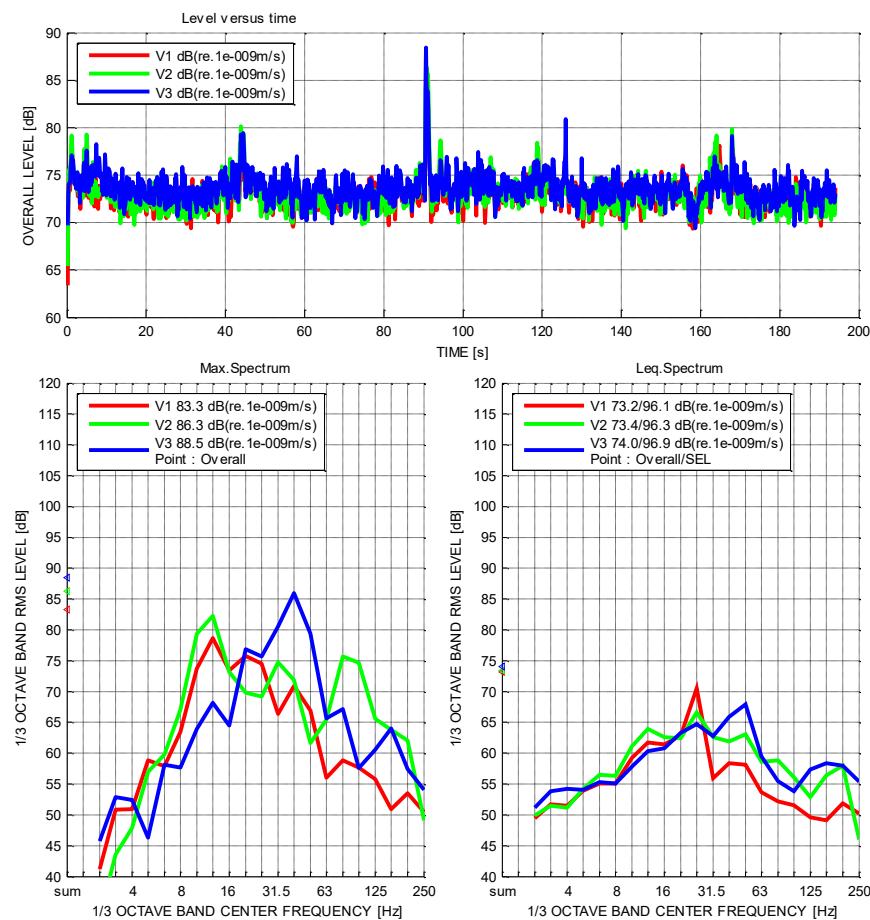 Level versus time
V1 dB(re.1e-009m/s)
V2 dB(re.1e-009m/s)
V3 dB(re.1e-009m/s)
OVERALL LEVEL [dB]
90
85
80
75
70
65
60
0 20 40 60 80 100 120 140 160 180 200
TIME [s]
Max.Spectrum
V1 83.3 dB(re.1e-009m/s)
V2 86.3 dB(re.1e-009m/s)
V3 88.5 dB(re.1e-009m/s)
Point : Overall
1/3 OCTAVE BAND RMS LEVEL [dB]
120
115
110
105
100
95
90
85
80
75
70
65
60
55
50
45
40
sum 4 8 16 31.5 63 125 250
1/3 OCTAVE BAND CENTER FREQUENCY [Hz]
Leq.Spectrum
V1 73.2/96.1 dB(re.1e-009m/s)
V2 73.4/96.3 dB(re.1e-009m/s)
V3 74.0/96.9 dB(re.1e-009m/s)
Point : Overall/SEL
1/3 OCTAVE BAND RMS LEVEL [dB]
120
115
110
105
100
95
90
85
80
75
70
65
60
55
50
45
40
sum 4 8 16 31.5 63 125 250
1/3 OCTAVE BAND CENTER FREQUENCY [Hz]